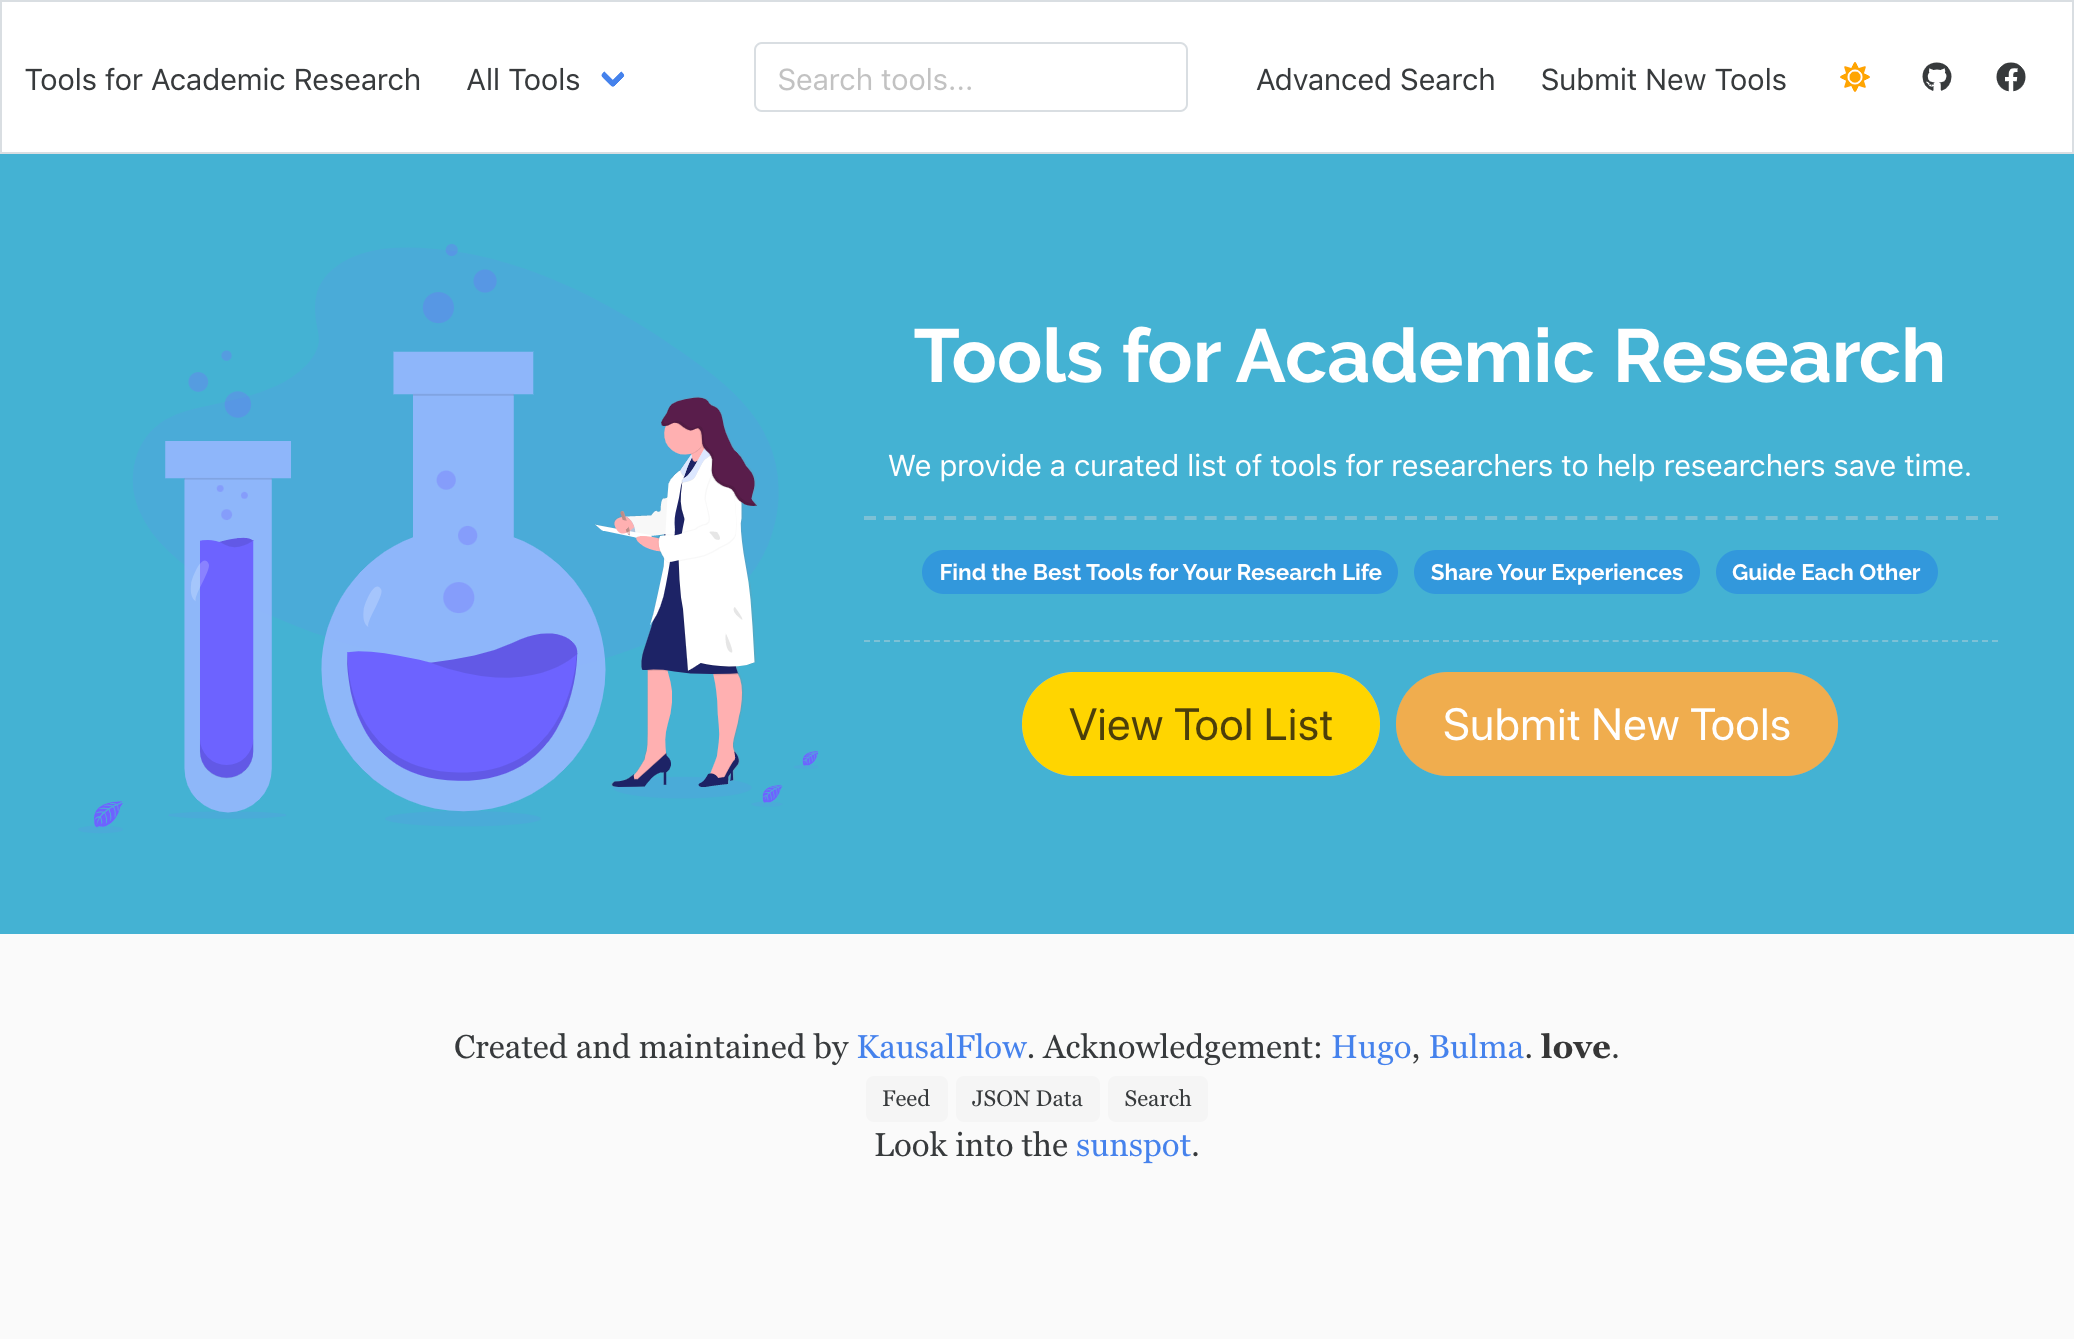 Tools for Academic Research All Tools Search tools... Advanced Search Submit New Tools
Tools for Academic Research
We provide a curated list of tools for researchers to help researchers save time.
Find the Best Tools for Your Research Life Share Your Experiences Guide Each Other
View Tool List Submit New Tools
Created and maintained by KausalFlow. Acknowledgement: Hugo, Bulma. love.
Feed JSON Data Search
Look into the sunspot.